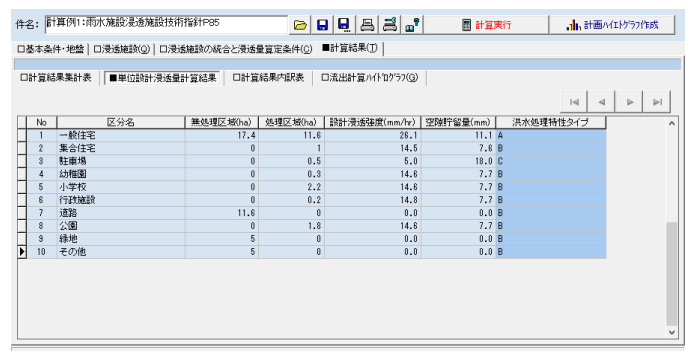 件名: 計算例1:雨水施設浸透施設技術指針P85 計算実行 計画ハイエトグラフ作成
□基本条件・地盤 □浸透施設(Q) □浸透施設の統合と浸透量算定条件(C) ■計算結果(T)
□計算結果集計表 ■単位設計浸透量計算結果 □計算結果内訳表 □流出計算ハイドログラフ(G)
No 区分名 無処理区域(ha) 処理区域(ha) 設計浸透強度(mm/hr) 空隙貯留量(mm) 洪水処理特性タイプ
1 一般住宅 17.4 11.6 26.1 11.1 A
2 集合住宅 0 1 14.5 7.6 B
3 駐車場 0 0.5 5.0 18.0 C
4 幼稚園 0 0.3 14.6 7.7 B
5 小学校 0 2.2 14.6 7.7 B
6 行政施設 0 0.2 14.8 7.7 B
7 道路 11.6 0 0.0 0.0 B
8 公園 0 1.8 14.6 7.7 B
9 緑地 5 0 0.0 0.0 B
10 その他 5 0 0.0 0.0 B